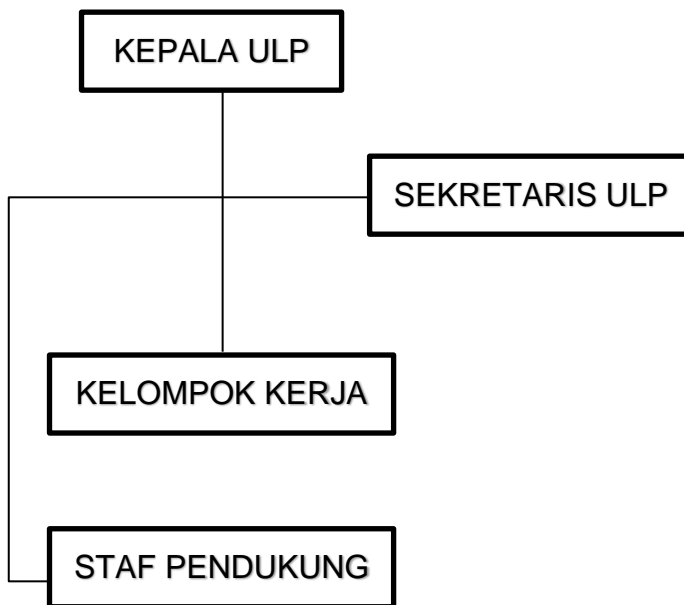 KEPALA ULP
SEKRETARIS ULP
KELOMPOK KERJA
STAF PENDUKUNG